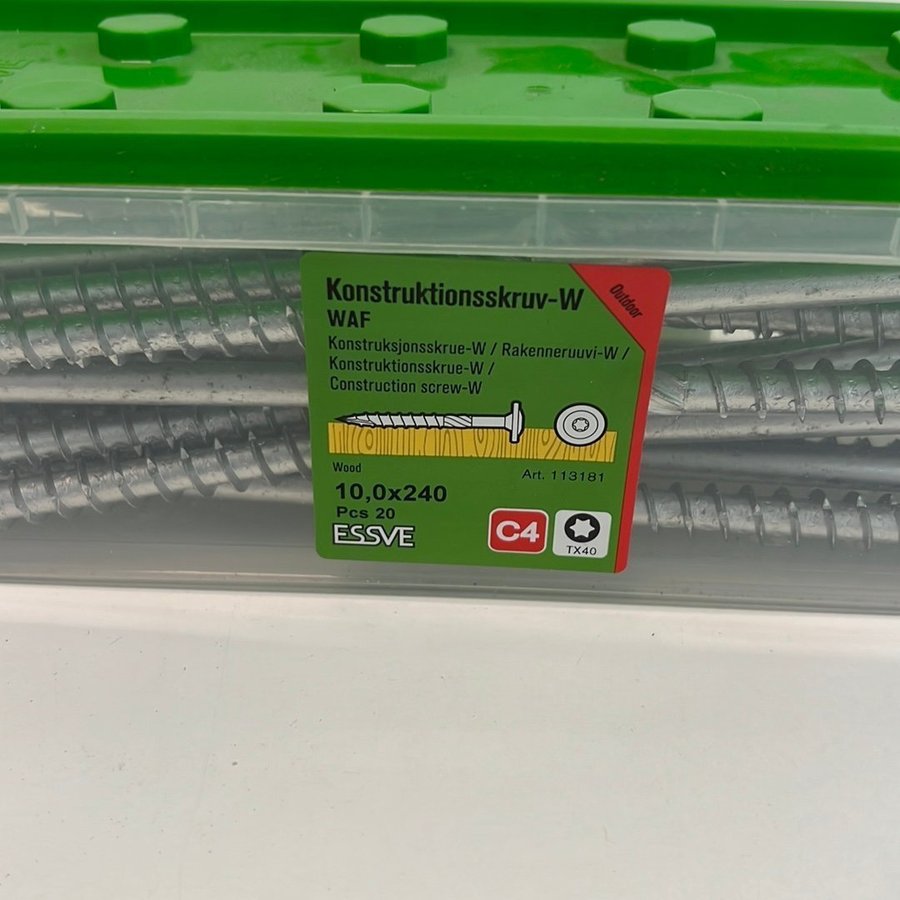 Konstruktionsskruv-W
WAF
Outdoor
Konstruksjonsskrue-W / Rakenneruuvi-W /
Konstruktionsskrue-W /
Construction screw-W
Wood
Art. 113181
10,0x240
Pcs 20
ESSVE
C4
TX40